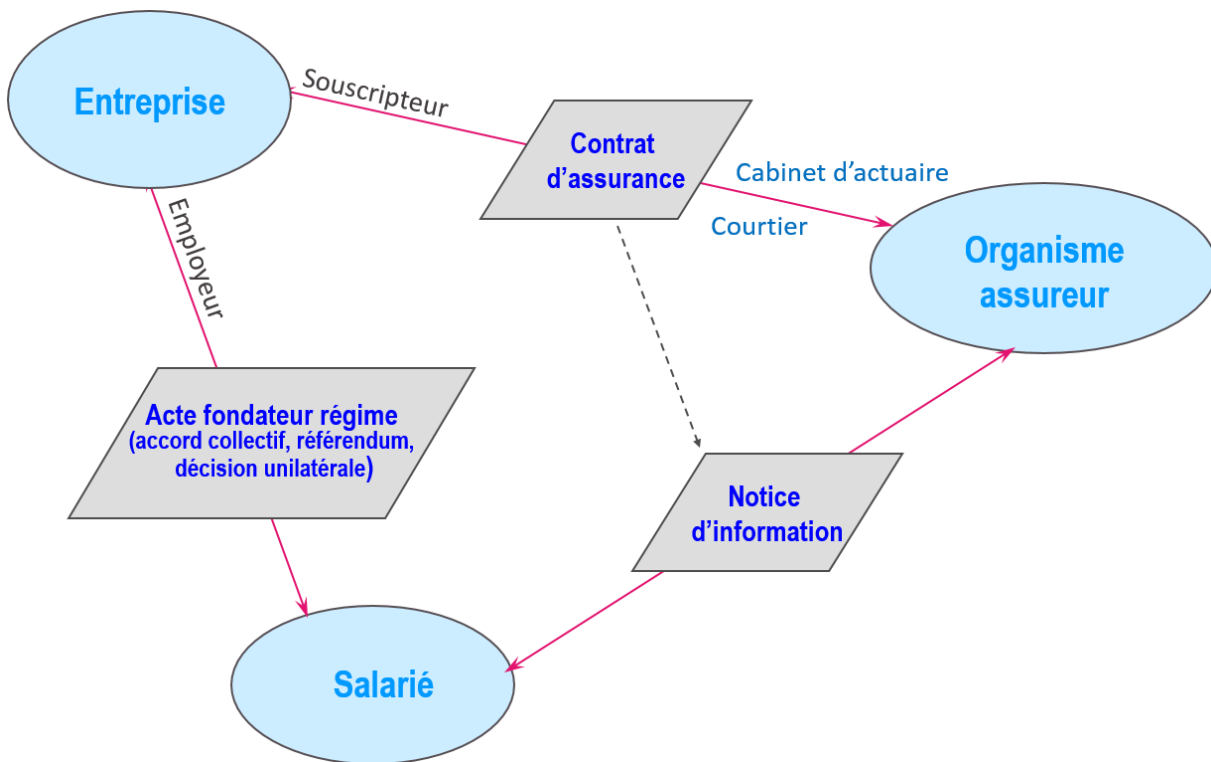 Entreprise
Souscripteur
Contrat
d’assurance
Cabinet d’actuaire
Courtier
Organisme
assureur
Employeur
Acte fondateur régime
(accord collectif, référendum,
décision unilatérale)
Notice
d’information
Salarié